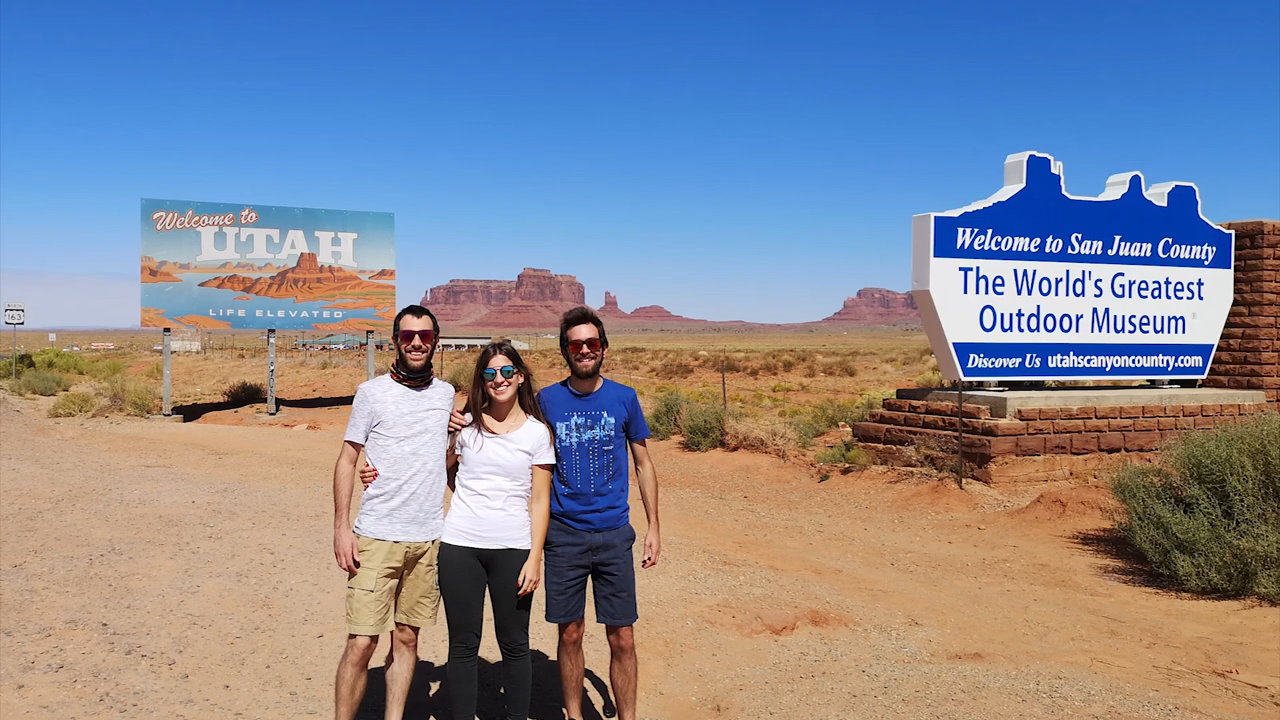 Welcome to
UTAH
LIFE ELEVATED
NORTH
163
Welcome to San Juan County
The World's Greatest
Outdoor Museum
Discover Us utahscanyoncountry.com